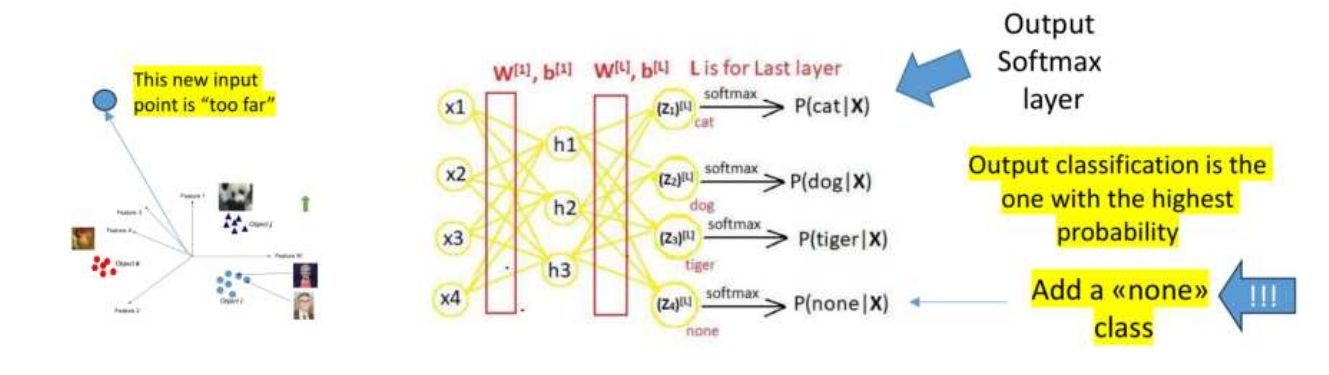 This new input
point is “too far”
Feature 1
Feature 3
Feature 4
Object j
Object k
Feature M
Object i
Feature 2
W[1], b[1] W[L], b[L] L is for Last layer
x1
x2
x3
x4
h1
h2
h3
(Z1)[L] softmax P(cat|X)
cat
(Z2)[L] softmax P(dog|X)
dog
(Z3)[L] softmax P(tiger|X)
tiger
(Z4)[L] softmax P(none|X)
none
Output
Softmax
layer
Output classification is the
one with the highest
probability
Add a «none»
class
!!!